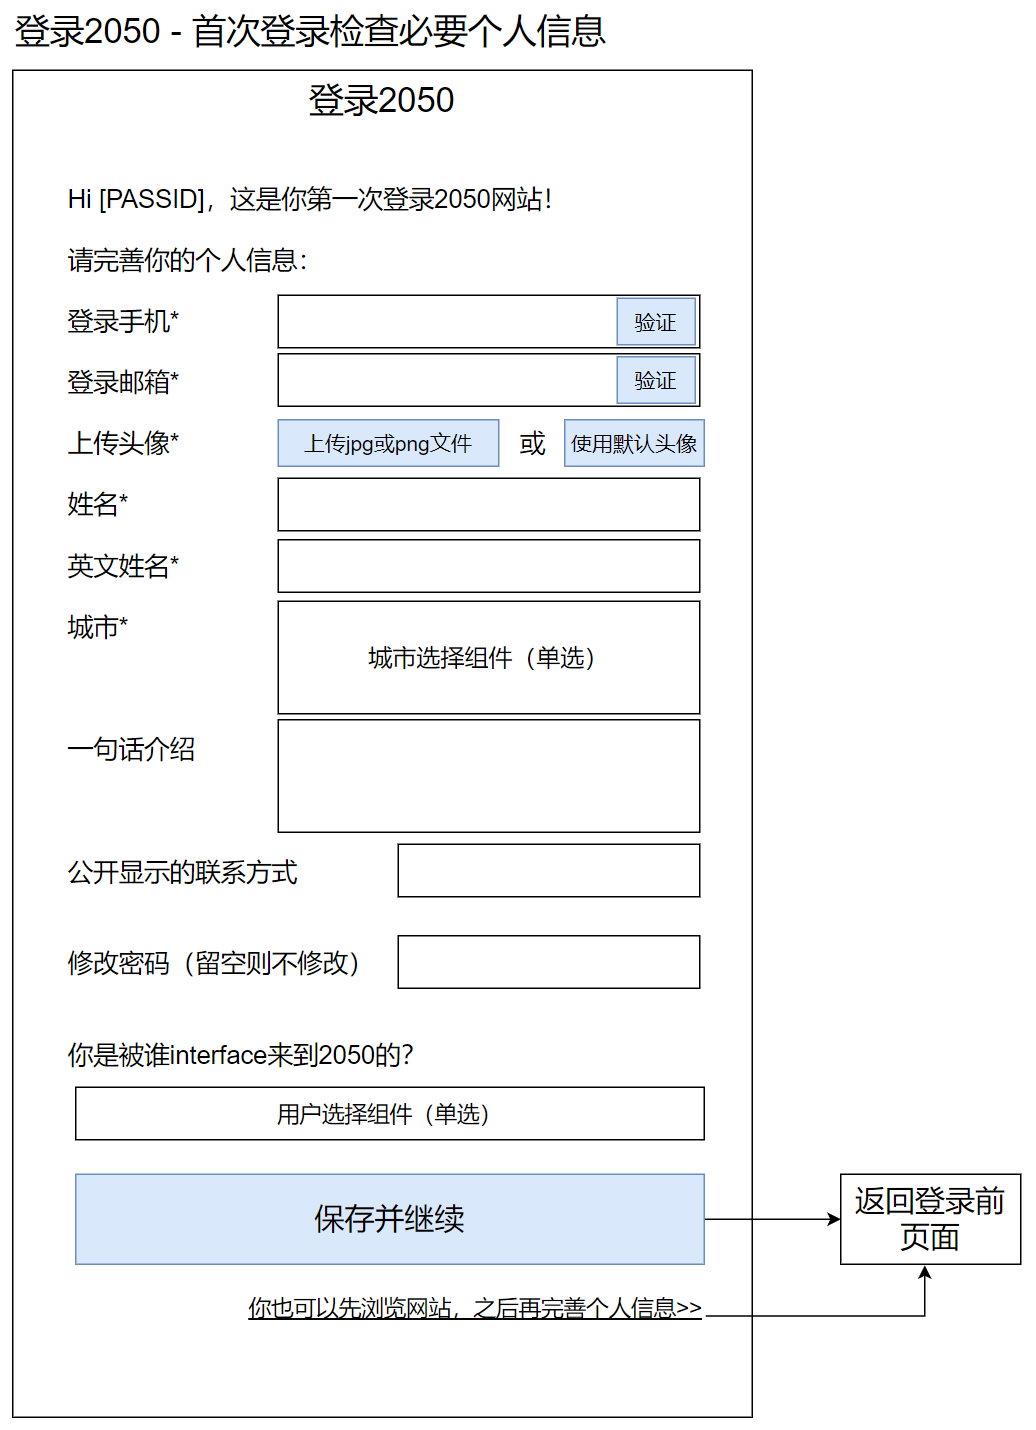 登录2050 - 首次登录检查必要个人信息
登录2050
Hi [PASSID]，这是你第一次登录2050网站！
请完善你的个人信息：
登录手机*
验证
登录邮箱*
验证
上传头像*
上传jpg或png文件
或
使用默认头像
姓名*
英文姓名*
城市*
城市选择组件（单选）
一句话介绍
公开显示的联系方式
修改密码（留空则不修改）
你是被谁interface来到2050的？
用户选择组件（单选）
保存并继续
返回登录前
页面
你也可以先浏览网站，之后再完善个人信息>>